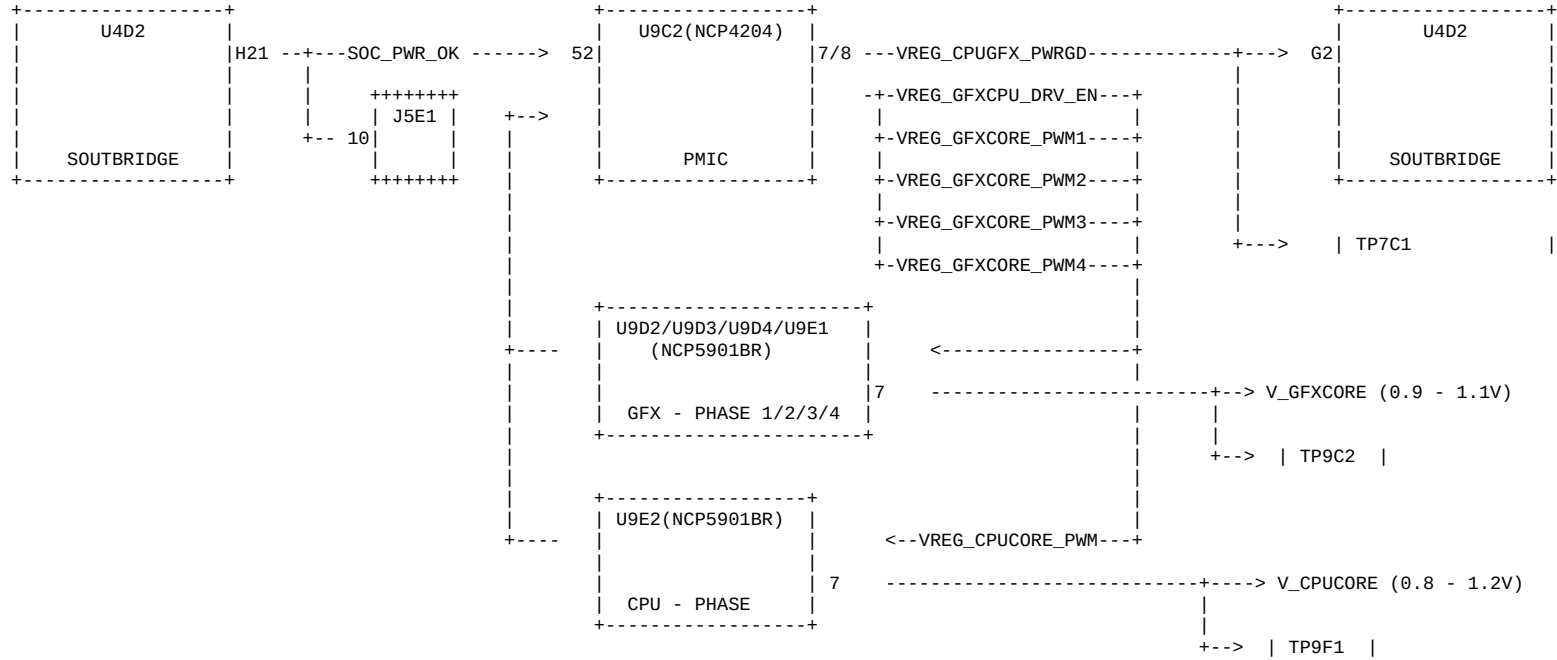 U4D2 U9C2(NCP4204) U4D2
H21 SOC_PWR_OK 52 7/8 VREG_CPUGFX_PWRGD G2
VREG_GFXCPU_DRV_EN
J5E1
10 VREG_GFXCORE_PWM1
SOUTBRIDGE PMIC SOUTBRIDGE
VREG_GFXCORE_PWM2
VREG_GFXCORE_PWM3
TP7C1
VREG_GFXCORE_PWM4
U9D2/U9D3/U9D4/U9E1
(NCP5901BR)
7 V_GFXCORE (0.9 - 1.1V)
GFX - PHASE 1/2/3/4
TP9C2
U9E2(NCP5901BR)
VREG_CPUCORE_PWM
7 V_CPUCORE (0.8 - 1.2V)
CPU - PHASE
TP9F1